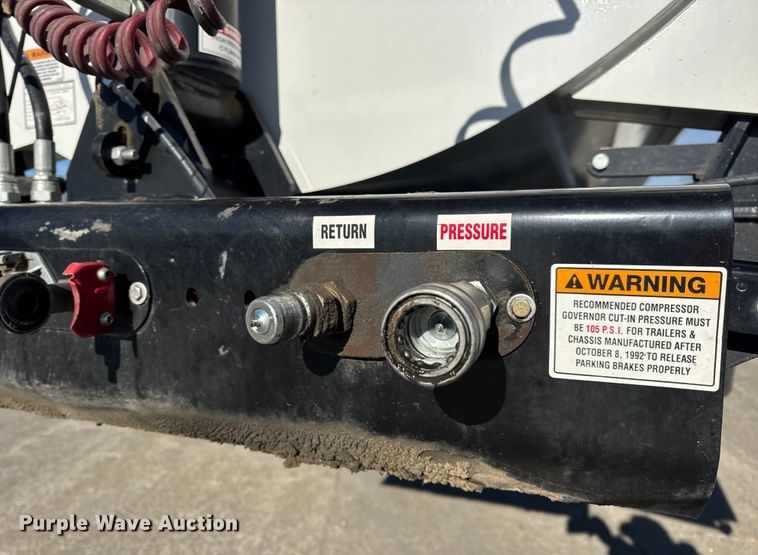 RETURN
PRESSURE
WARNING
RECOMMENDED COMPRESSOR
GOVERNOR CUT-IN PRESSURE MUST
BE 105 P.S.I. FOR TRAILERS &
CHASSIS MANUFACTURED AFTER
OCTOBER 8, 1992 TO RELEASE
PARKING BRAKES PROPERLY
Purple Wave Auction